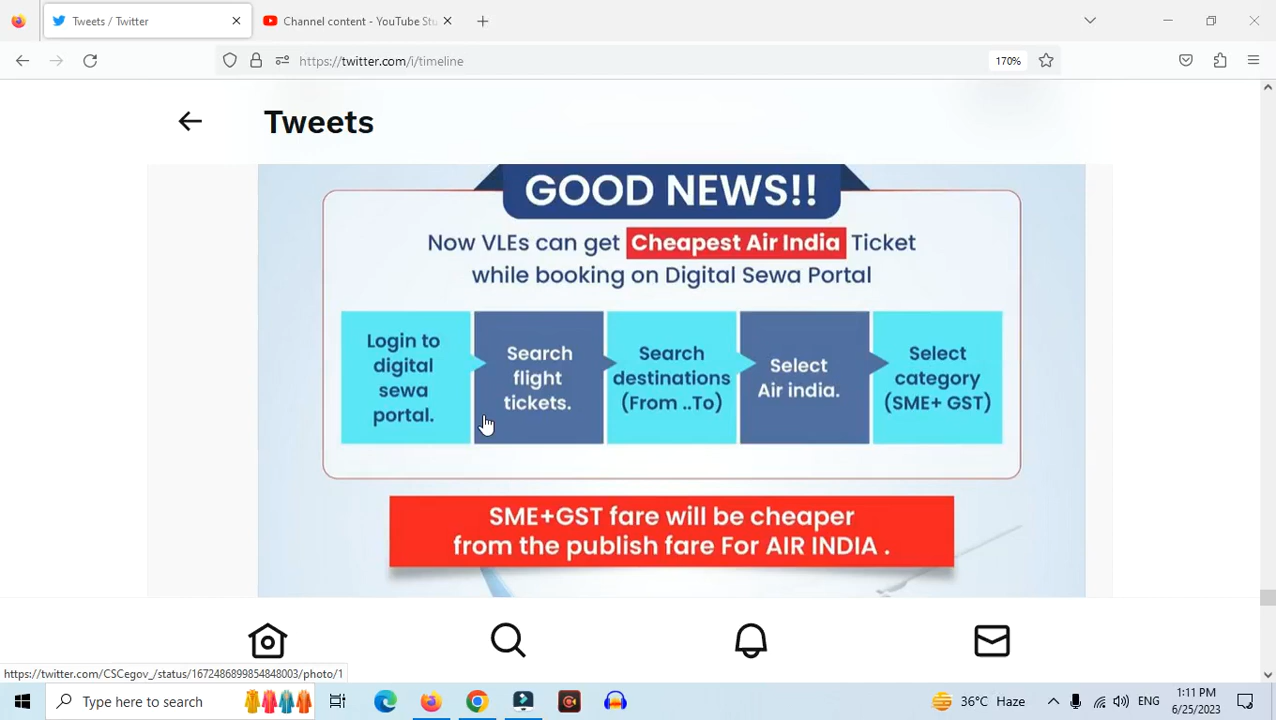 Tweets / Twitter
Channel content - YouTube Stu
https://twitter.com/i/timeline
170%
Tweets
GOOD NEWS!!
Now VLEs can get Cheapest Air India Ticket
while booking on Digital Sewa Portal
Login to
digital
sewa
portal.
Search
flight
tickets.
Search
destinations
(From ..To)
Select
Air india.
Select
category
(SME+ GST)
SME+GST fare will be cheaper
from the publish fare For AIR INDIA .
https://twitter.com/CSCegov_/status/1672486899854848003/photo/1
Type here to search
36°C Haze
ENG
1:11 PM
6/25/2023